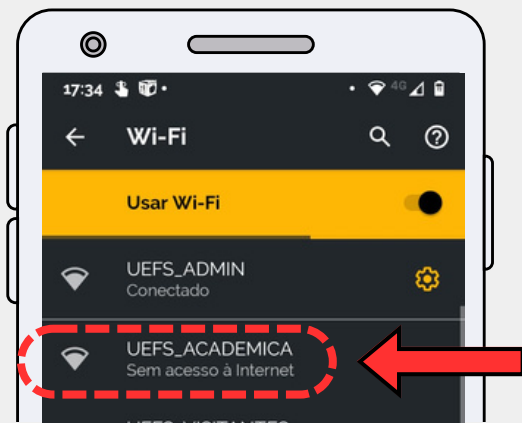 17:34
4G
Wi-Fi
Usar Wi-Fi
UEFS_ADMIN
Conectado
UEFS_ACADEMICA
Sem acesso à Internet